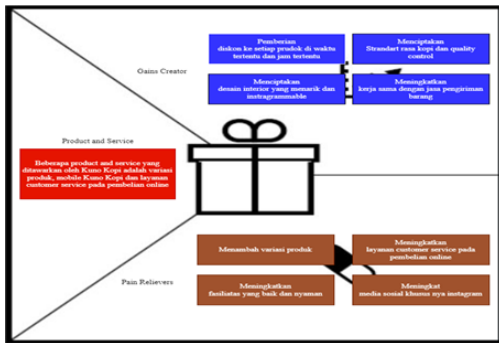 Pemberian
diskon ke setiap produk di waktu
tertentu dan jam tertentu
Menciptakan
Strandart rasa kopi dan quality
control
Gains Creator
Menciptakan
desain interior yang menarik dan
instragrammable
Meningkatkan
kerja sama dengan jasa pengiriman
barang
Product and Service
Beberapa product and service yang
ditawarkan oleh Kuno Kopi adalah variasi
produk, mobile Kuno Kopi dan layanan
customer service pada pembelian online
Menambah variasi produk
Meningkatkan
layanan customer service pada
pembelian online
Pain Relievers
Meningkatkan
fasiliatas yang baik dan nyaman
Meningkat
media sosial khusus nya instagram